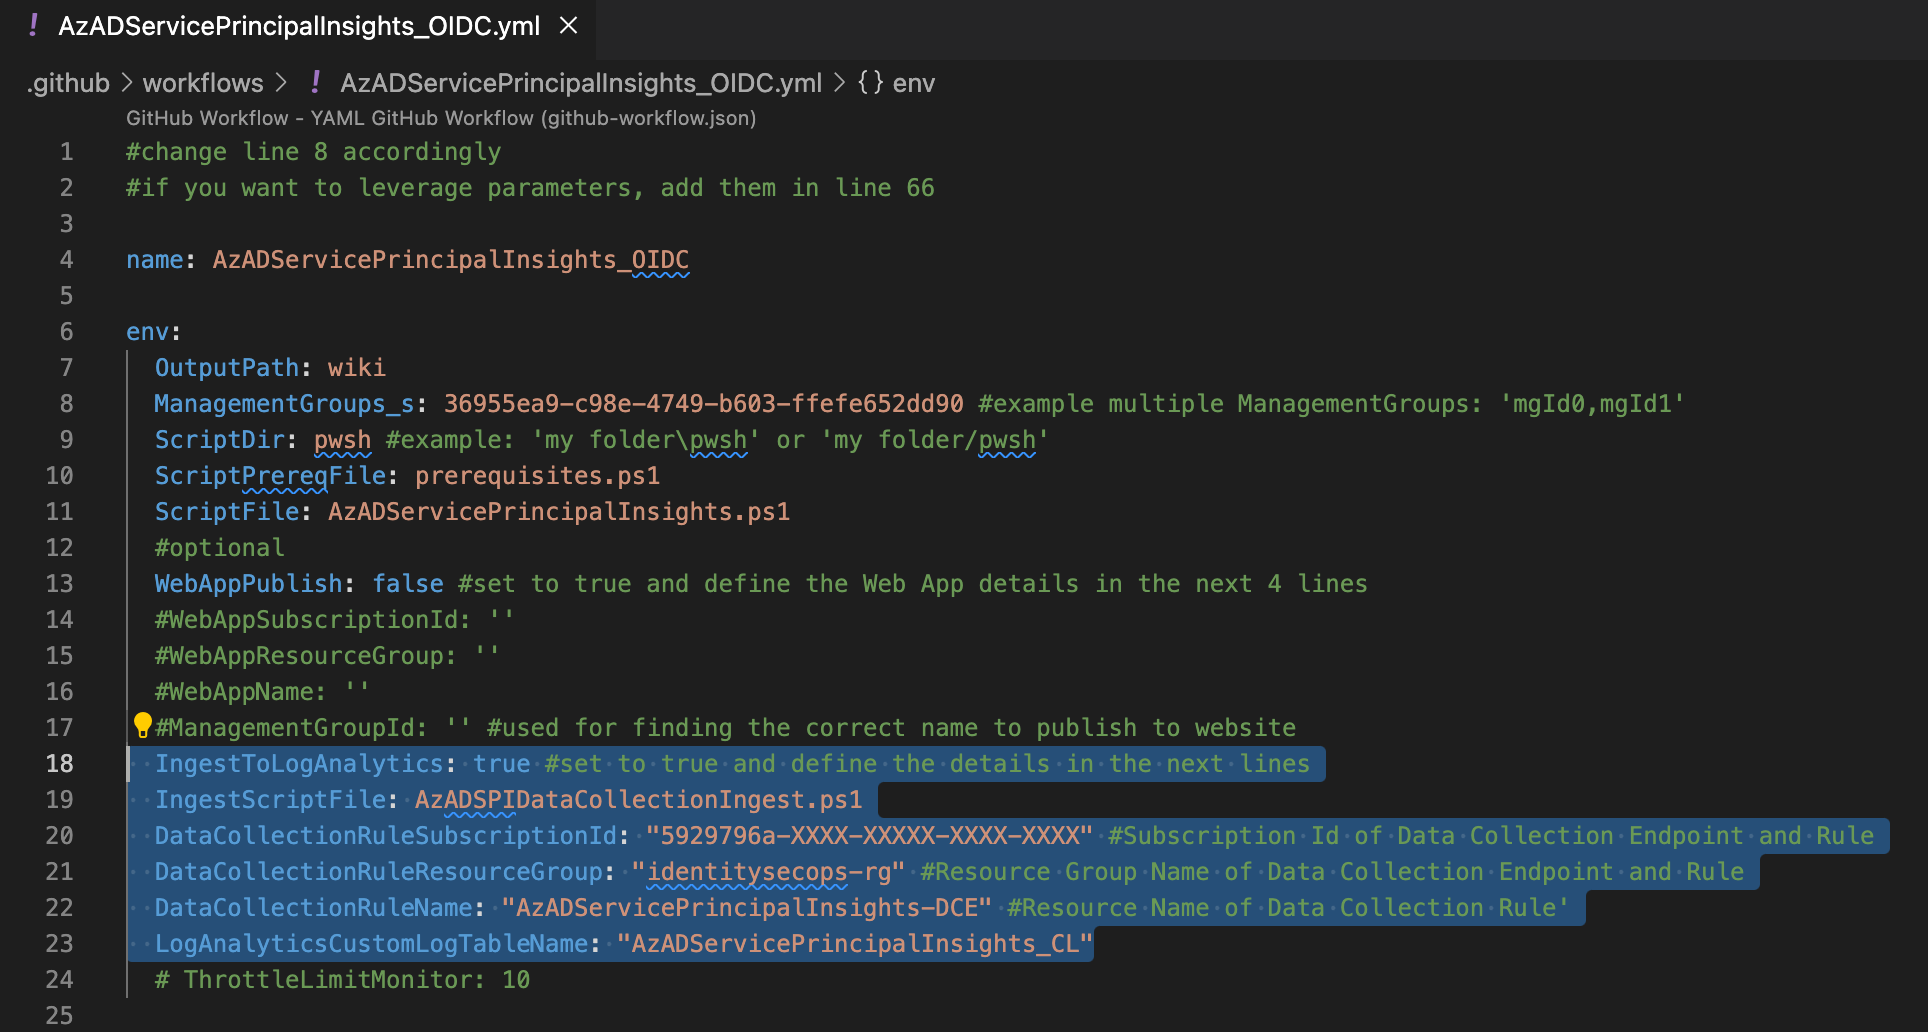 ! AzADServicePrincipalInsights_OIDC.yml ×
.github > workflows > ! AzADServicePrincipalInsights_OIDC.yml > {} env
GitHub Workflow - YAML GitHub Workflow (github-workflow.json)
1 #change line 8 accordingly
2 #if you want to leverage parameters, add them in line 66
3
4 name: AzADServicePrincipalInsights_OIDC
5
6 env:
7 OutputPath: wiki
8 ManagementGroups_s: 36955ea9-c98e-4749-b603-ffefe652dd90 #example multiple ManagementGroups: 'mgId0,mgId1'
9 ScriptDir: pwsh #example: 'my folder\pwsh' or 'my folder/pwsh'
10 ScriptPrereqFile: prerequisites.ps1
11 ScriptFile: AzADServicePrincipalInsights.ps1
12 #optional
13 WebAppPublish: false #set to true and define the Web App details in the next 4 lines
14 #WebAppSubscriptionId: ''
15 #WebAppResourceGroup: ''
16 #WebAppName: ''
17 #ManagementGroupId: '' #used for finding the correct name to publish to website
18 IngestToLogAnalytics: true #set to true and define the details in the next lines
19 IngestScriptFile: AzADSPIDataCollectionIngest.ps1
20 DataCollectionRuleSubscriptionId: "5929796a-XXXX-XXXXX-XXXX-XXXX" #Subscription Id of Data Collection Endpoint and Rule
21 DataCollectionRuleResourceGroup: "identitysecops-rg" #Resource Group Name of Data Collection Endpoint and Rule
22 DataCollectionRuleName: "AzADServicePrincipalInsights-DCE" #Resource Name of Data Collection Rule'
23 LogAnalyticsCustomLogTableName: "AzADServicePrincipalInsights_CL"
24 # ThrottleLimitMonitor: 10
25